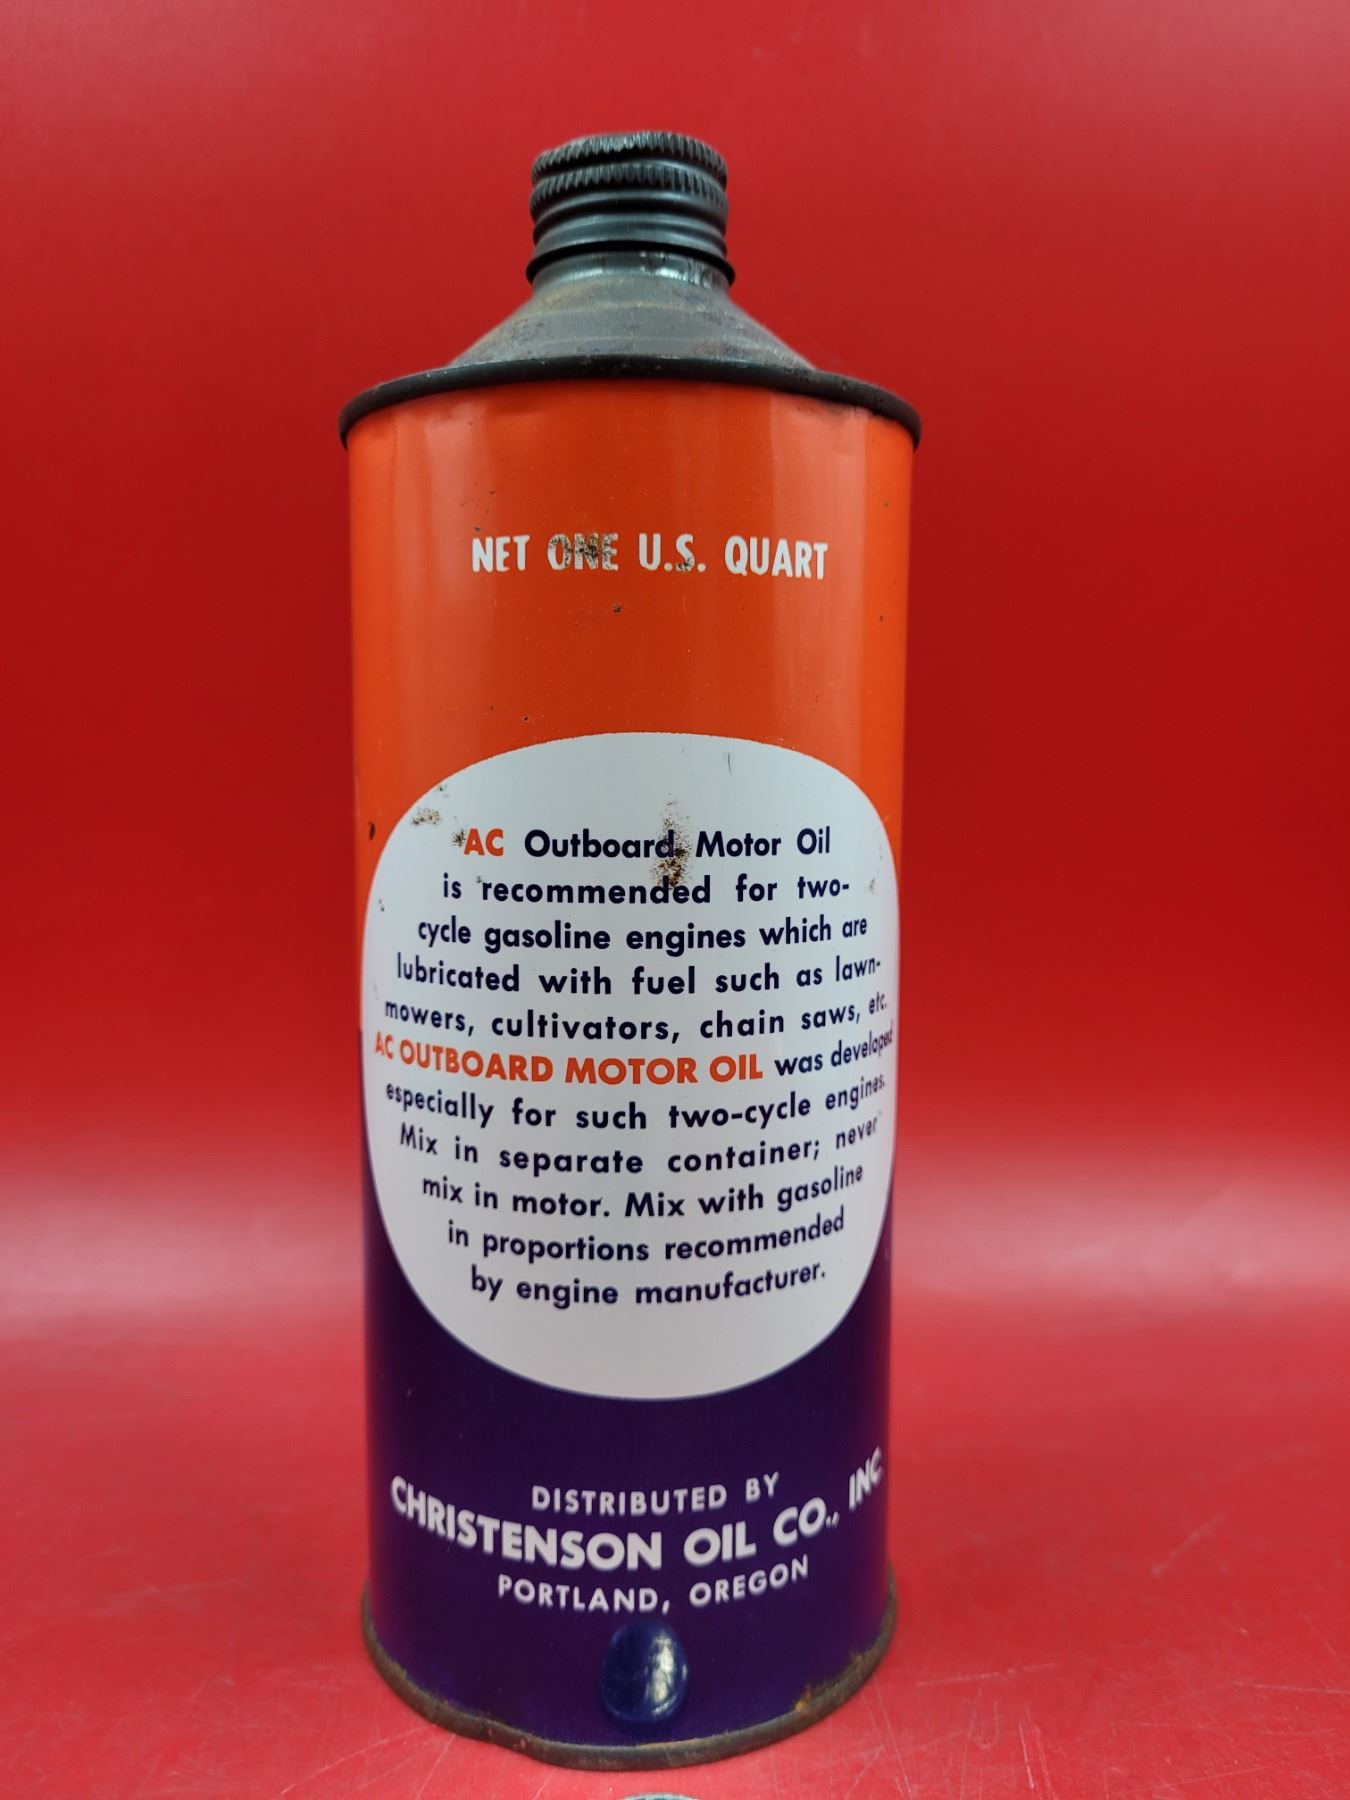 NET ONE U.S. QUART
AC Outboard Motor Oil
is recommended for two-
cycle gasoline engines which are
lubricated with fuel such as lawn-
mowers, cultivators, chain saws, etc.
AC OUTBOARD MOTOR OIL was developed
especially for such two-cycle engines.
Mix in separate container; never
mix in motor. Mix with gasoline
in proportions recommended
by engine manufacturer.
DISTRIBUTED BY
CHRISTENSON OIL CO., INC.
PORTLAND, OREGON